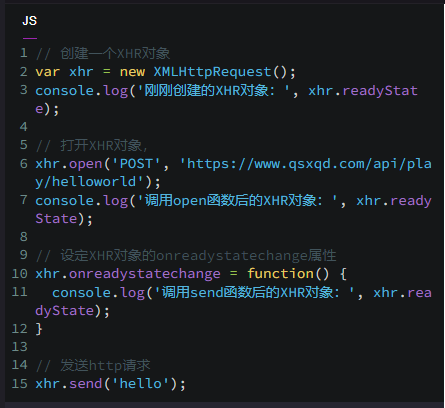 JS
1 // 创建一个XHR对象
2 var xhr = new XMLHttpRequest();
3 console.log('刚刚创建的XHR对象：', xhr.readyStat
e);
4
5 // 打开XHR对象，
6 xhr.open('POST', 'https://www.qsxqd.com/api/pla
y/helloworld');
7 console.log('调用open函数后的XHR对象：', xhr.ready
State);
8
9 // 设定XHR对象的onreadystatechange属性
10 xhr.onreadystatechange = function() {
11 console.log('调用send函数后的XHR对象：', xhr.rea
dyState);
12 }
13
14 // 发送http请求
15 xhr.send('hello');